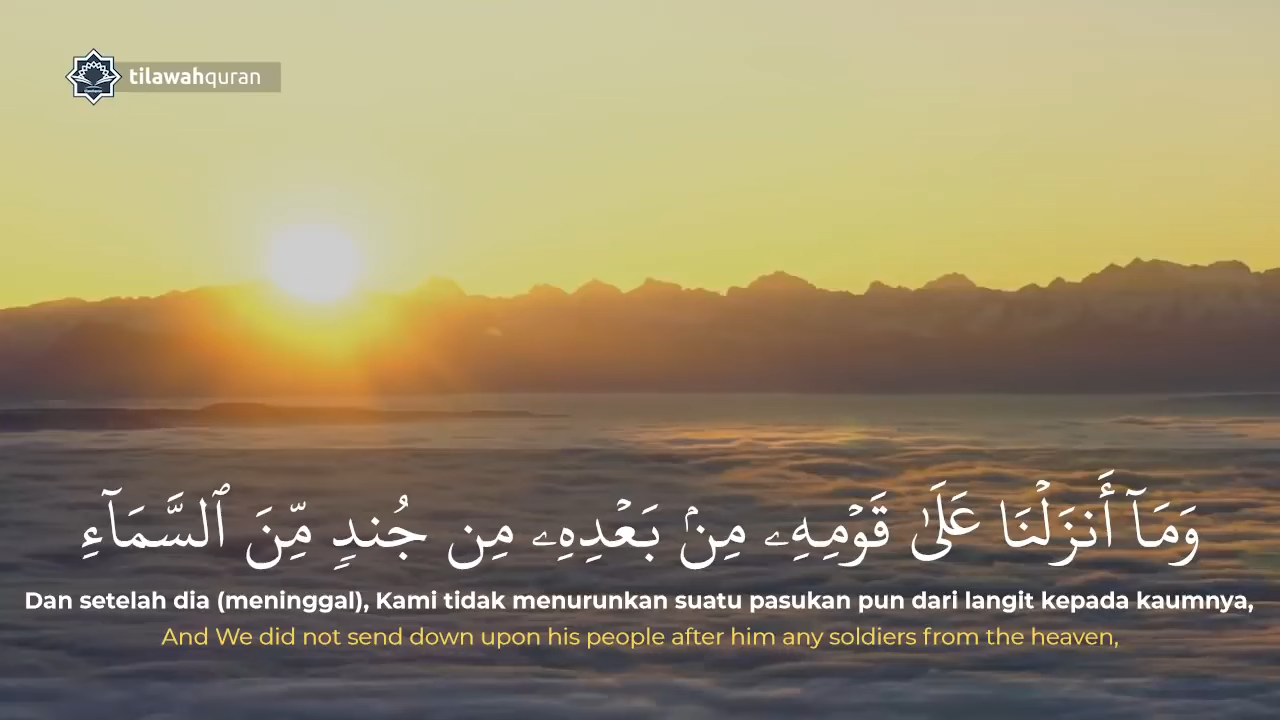 tilawahquran
وَمَآ أَنزَلْنَا عَلَىٰ قَوْمِهِۦ مِنۢ بَعْدِهِۦ مِن جُندٍ مِّنَ ٱلسَّمَآءِ
Dan setelah dia (meninggal), Kami tidak menurunkan suatu pasukan pun dari langit kepada kaumnya,
And We did not send down upon his people after him any soldiers from the heaven,